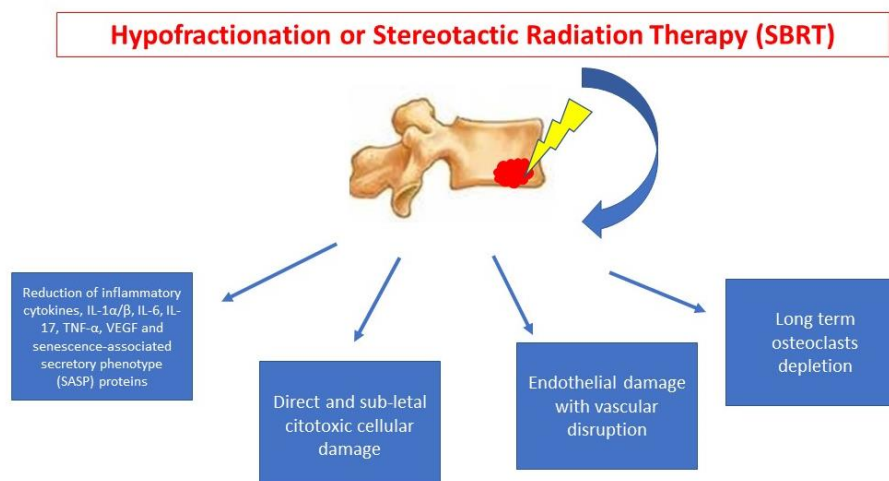 Hypofractionation or Stereotactic Radiation Therapy (SBRT)
Reduction of inflammatory
cytokines, IL-1α/β, IL-6, IL-
17, TNF-α, VEGF and
senescence-associated
secretory phenotype
(SASP) proteins
Direct and sub-letal
citotoxic cellular
damage
Endothelial damage
with vascular
disruption
Long term
osteoclasts
depletion